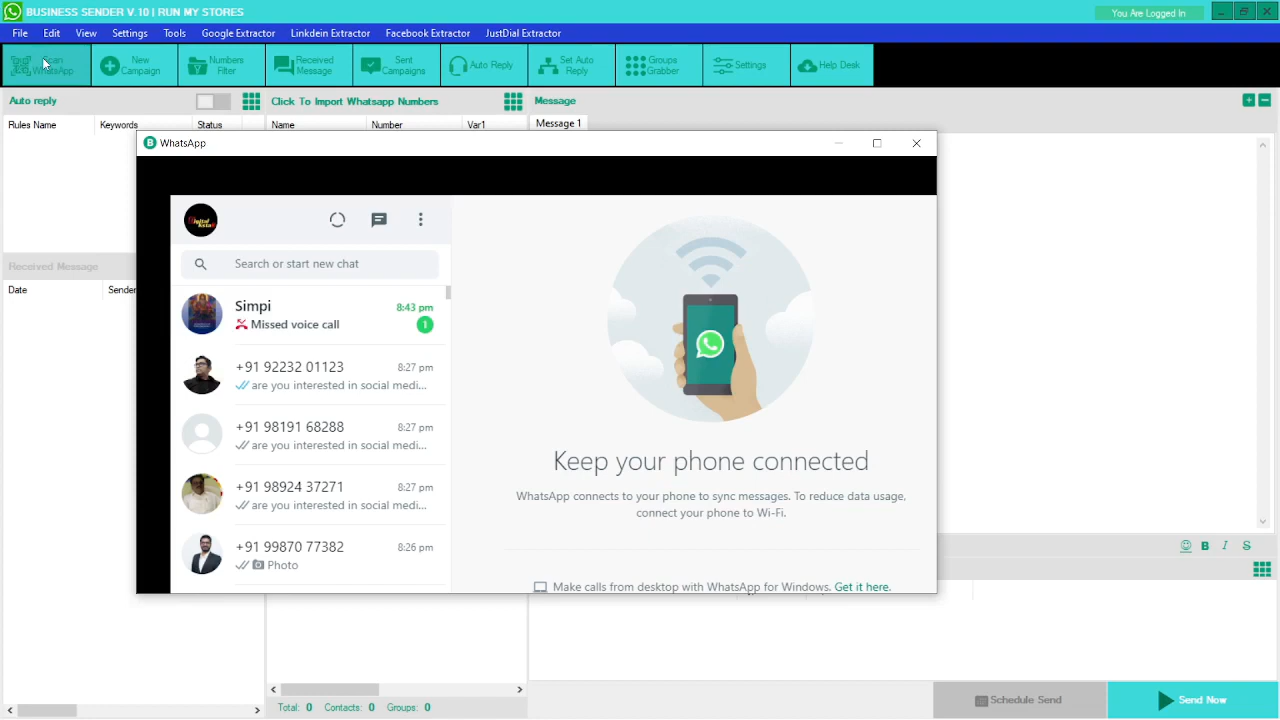 BUSINESS SENDER V.10 | RUN MY STORES
You Are Logged In
File Edit View Settings Tools Google Extractor Linkdein Extractor Facebook Extractor JustDial Extractor
Scan WhatsApp
New Campaign
Numbers Filter
Received Message
Sent Campaigns
Auto Reply
Set Auto Reply
Groups Grabber
Settings
Help Desk
Auto reply
Click To Import Whatsapp Numbers
Message
Rules Name Keywords Status
Name Number Var1
Message 1
WhatsApp
Search or start new chat
Simpi 8:43 pm
Missed voice call 1
+91 92232 01123 8:27 pm
are you interested in social medi...
+91 98191 68288 8:27 pm
are you interested in social medi...
+91 98924 37271 8:27 pm
are you interested in social medi...
+91 99870 77382 8:26 pm
Photo
Keep your phone connected
WhatsApp connects to your phone to sync messages. To reduce data usage,
connect your phone to Wi-Fi.
Make calls from desktop with WhatsApp for Windows. Get it here.
Received Message
Date Sender
B I S
Total: 0 Contacts: 0 Groups: 0
Schedule Send
Send Now